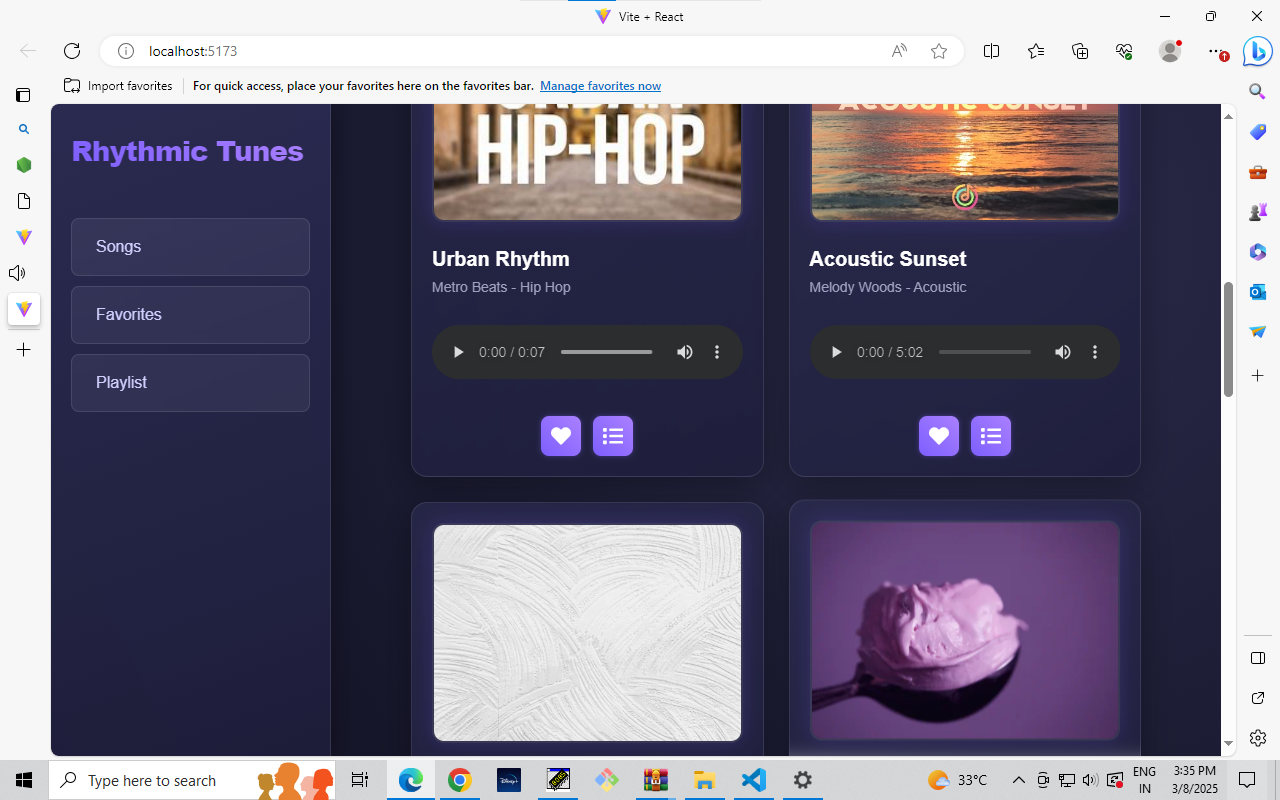 Vite + React
localhost:5173
Import favorites
For quick access, place your favorites here on the favorites bar. Manage favorites now
Rhythmic Tunes
Songs
Favorites
Playlist
HIP-HOP
ACOUSTIC SUNSET
Urban Rhythm
Metro Beats - Hip Hop
0:00 / 0:07
Acoustic Sunset
Melody Woods - Acoustic
0:00 / 5:02
Type here to search
33°C
ENG
IN
3:35 PM
3/8/2025